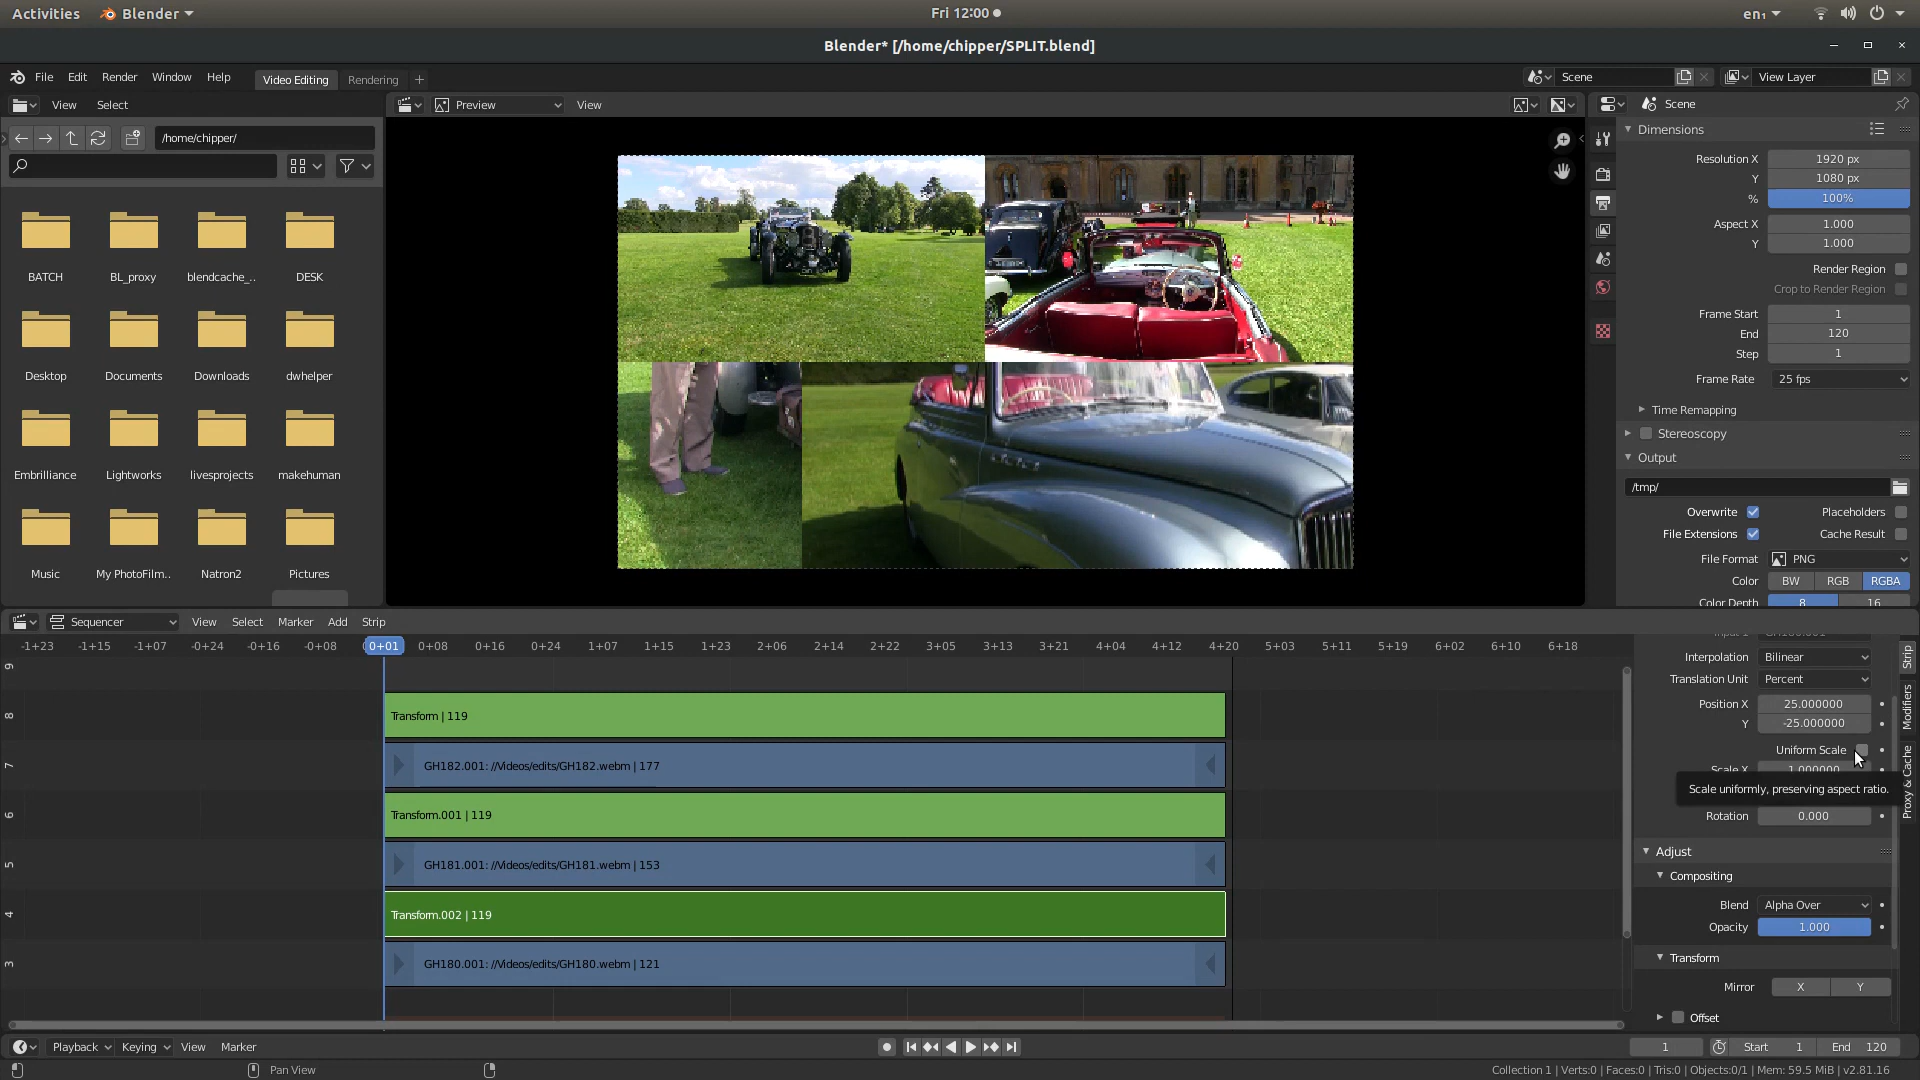 Activities Blender Fri 12:00 en₁
Blender* [/home/chipper/SPLIT.blend]
File Edit Render Window Help Video Editing Rendering + Scene View Layer
View Select Preview View Scene
/home/chipper/
BATCH BL_proxy blendcache_.. DESK
Desktop Documents Downloads dwhelper
Embrilliance Lightworks livesprojects makehuman
Music My PhotoFilm.. Natron2 Pictures
Dimensions
Resolution X 1920 px
Y 1080 px
% 100%
Aspect X 1.000
Y 1.000
Render Region
Crop to Render Region
Frame Start 1
End 120
Step 1
Frame Rate 25 fps
Time Remapping
Stereoscopy
Output
/tmp/
Overwrite Placeholders
File Extensions Cache Result
File Format PNG
Color BW RGB RGBA
Color Depth 8 16
Sequencer View Select Marker Add Strip
-1+23 -1+15 -1+07 -0+24 -0+16 -0+08 0+01 0+08 0+16 0+24 1+07 1+15 1+23 2+06 2+14 2+22 3+05 3+13 3+21 4+04 4+12 4+20 5+03 5+11 5+19 6+02 6+10 6+18
9
8 Transform | 119
7 GH182.001: //Videos/edits/GH182.webm | 177
6 Transform.001 | 119
5 GH181.001: //Videos/edits/GH181.webm | 153
4 Transform.002 | 119
3 GH180.001: //Videos/edits/GH180.webm | 121
Interpolation Bilinear
Translation Unit Percent
Position X 25.000000
Y -25.000000
Uniform Scale
Scale X 1.000000
Scale uniformly, preserving aspect ratio.
Rotation 0.000
Adjust
Compositing
Blend Alpha Over
Opacity 1.000
Transform
Mirror X Y
Offset
Strip
Modifiers
Proxy & Cache
Playback Keying View Marker 1 Start 1 End 120
Pan View Collection 1 | Verts:0 | Faces:0 | Tris:0 | Objects:0/1 | Mem: 59.5 MiB | v2.81.16